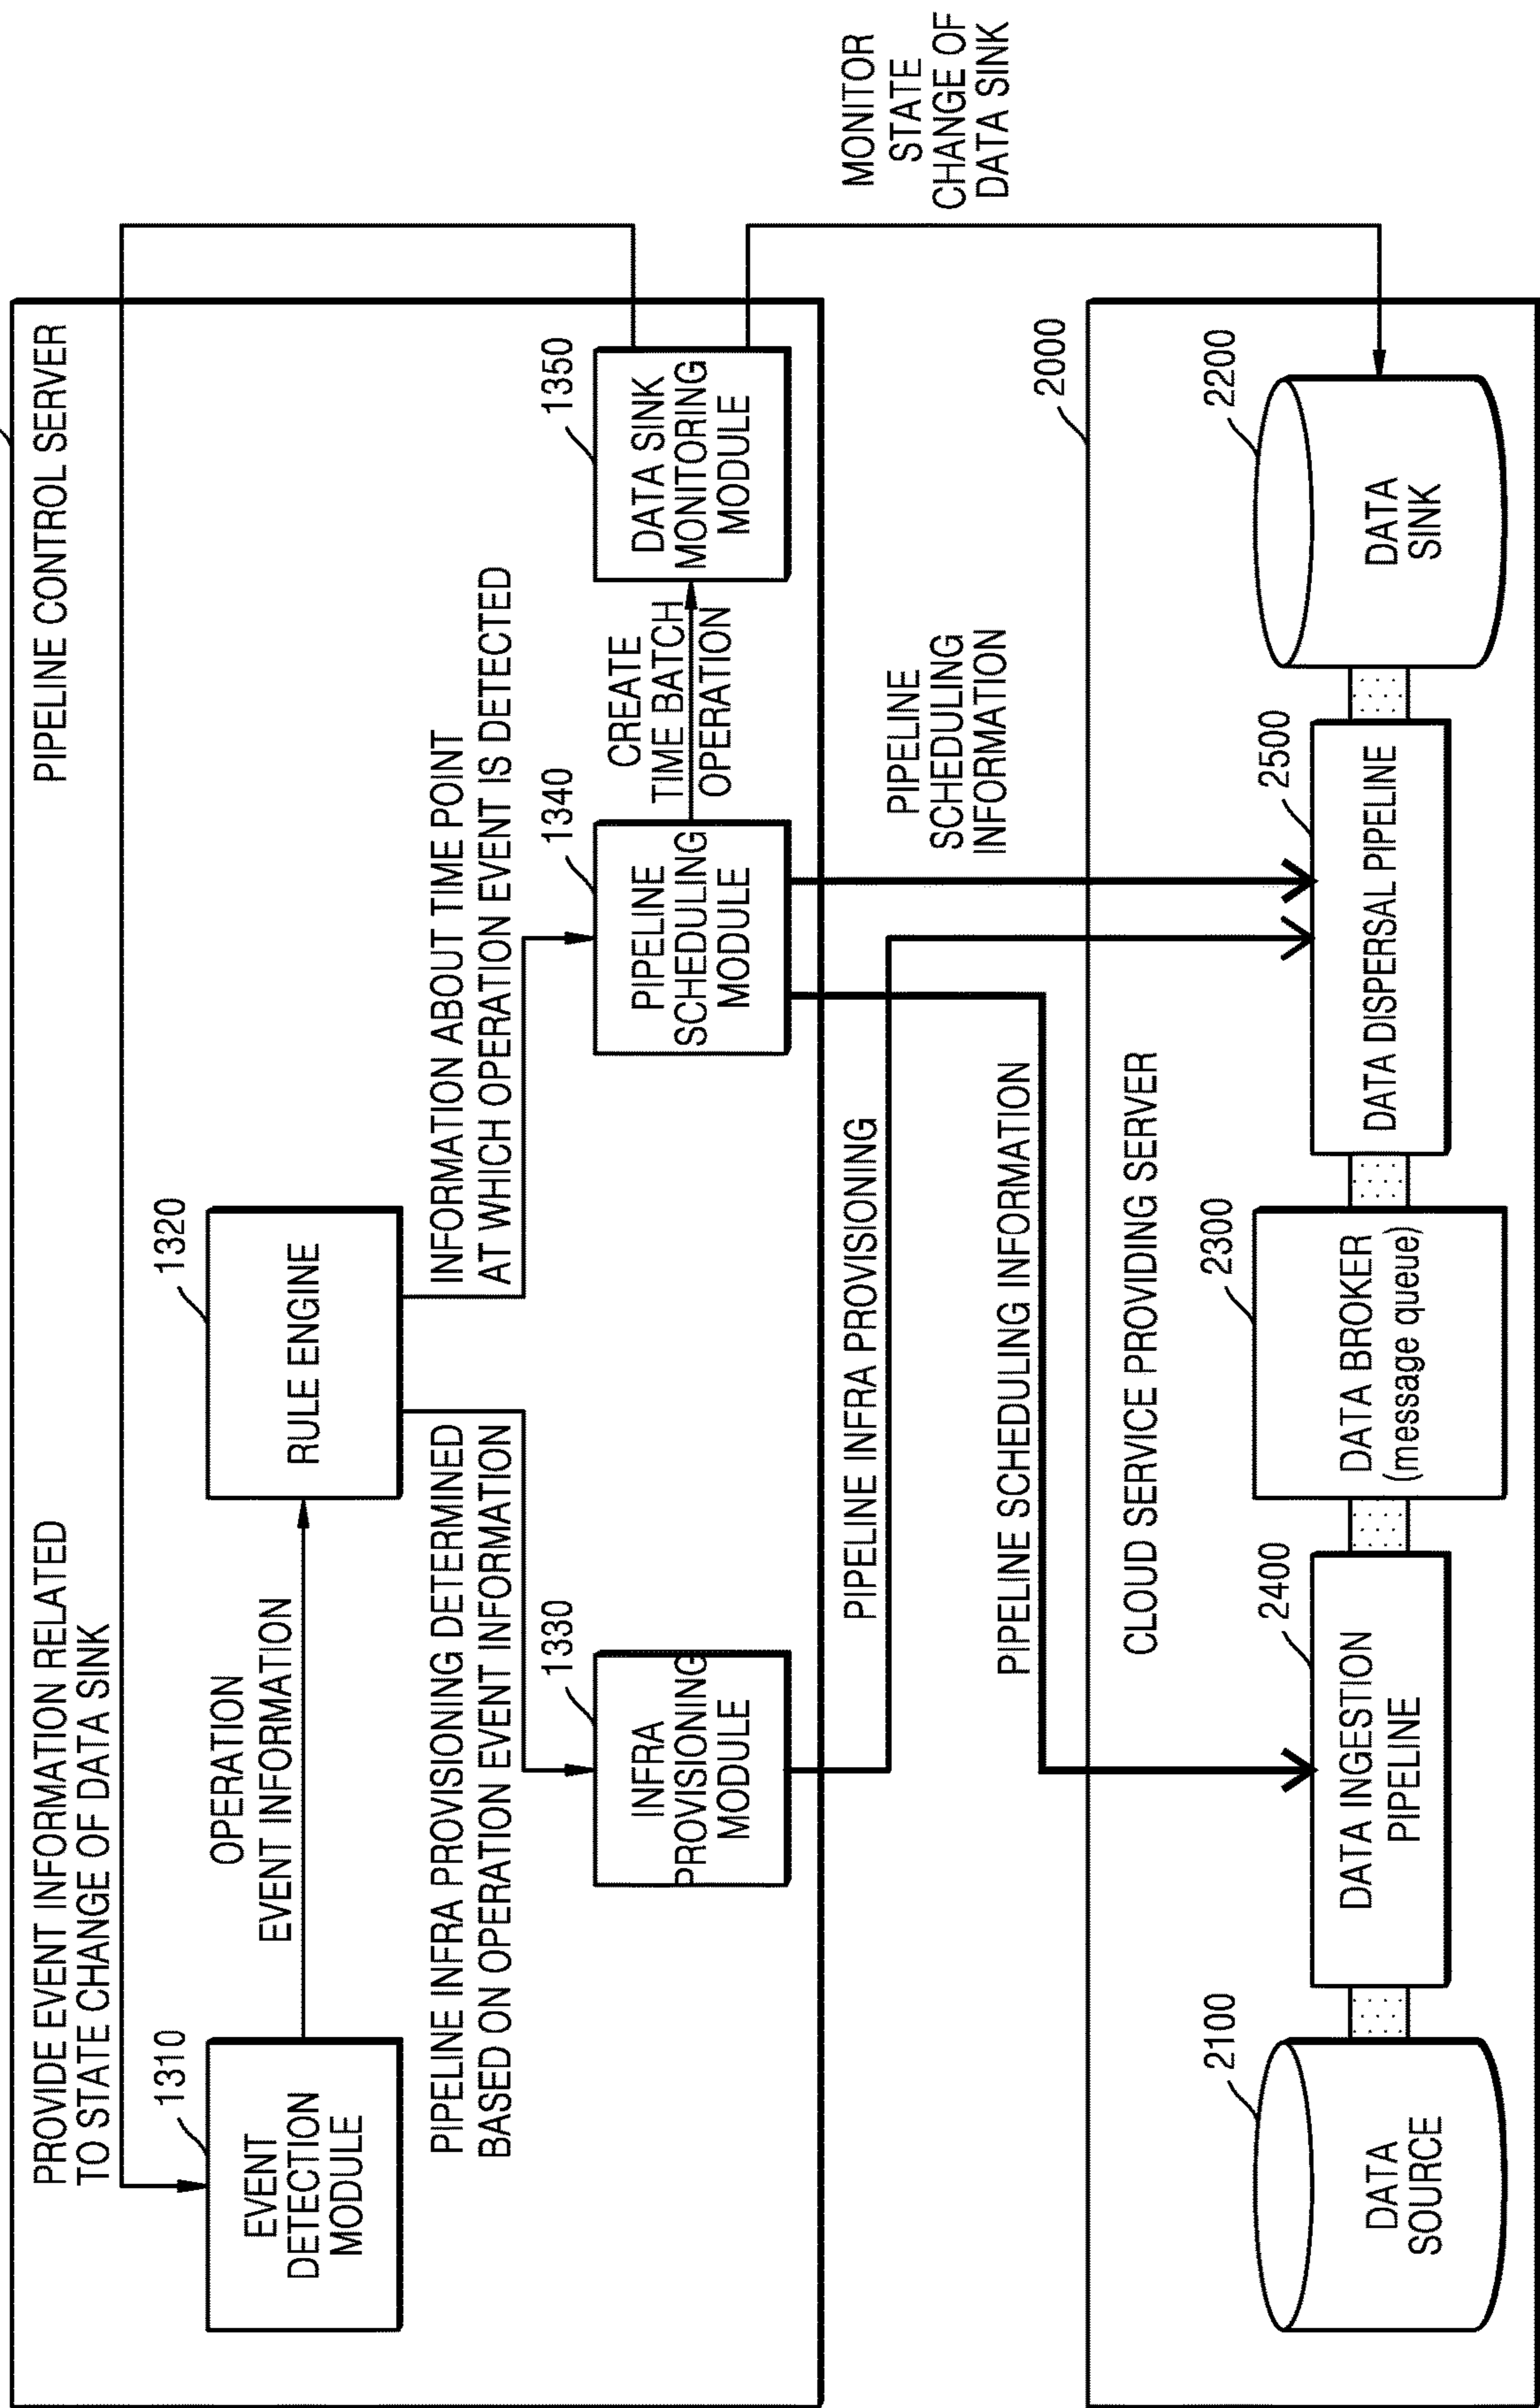 PIPELINE CONTROL SERVER
PROVIDE EVENT INFORMATION RELATED
TO STATE CHANGE OF DATA SINK
1310
EVENT
DETECTION
MODULE
OPERATION
EVENT INFORMATION
1320
RULE ENGINE
PIPELINE INFRA PROVISIONING DETERMINED
BASED ON OPERATION EVENT INFORMATION
INFORMATION ABOUT TIME POINT
AT WHICH OPERATION EVENT IS DETECTED
1330
INFRA
PROVISIONING
MODULE
1340
PIPELINE
SCHEDULING
MODULE
CREATE
TIME BATCH
OPERATION
1350
DATA SINK
MONITORING
MODULE
MONITOR
STATE
CHANGE OF
DATA SINK
PIPELINE INFRA PROVISIONING
PIPELINE
SCHEDULING
INFORMATION
PIPELINE SCHEDULING INFORMATION
2000
CLOUD SERVICE PROVIDING SERVER
2100
DATA
SOURCE
2400
DATA INGESTION
PIPELINE
2300
DATA BROKER
(message queue)
2500
DATA DISPERSAL PIPELINE
2200
DATA
SINK